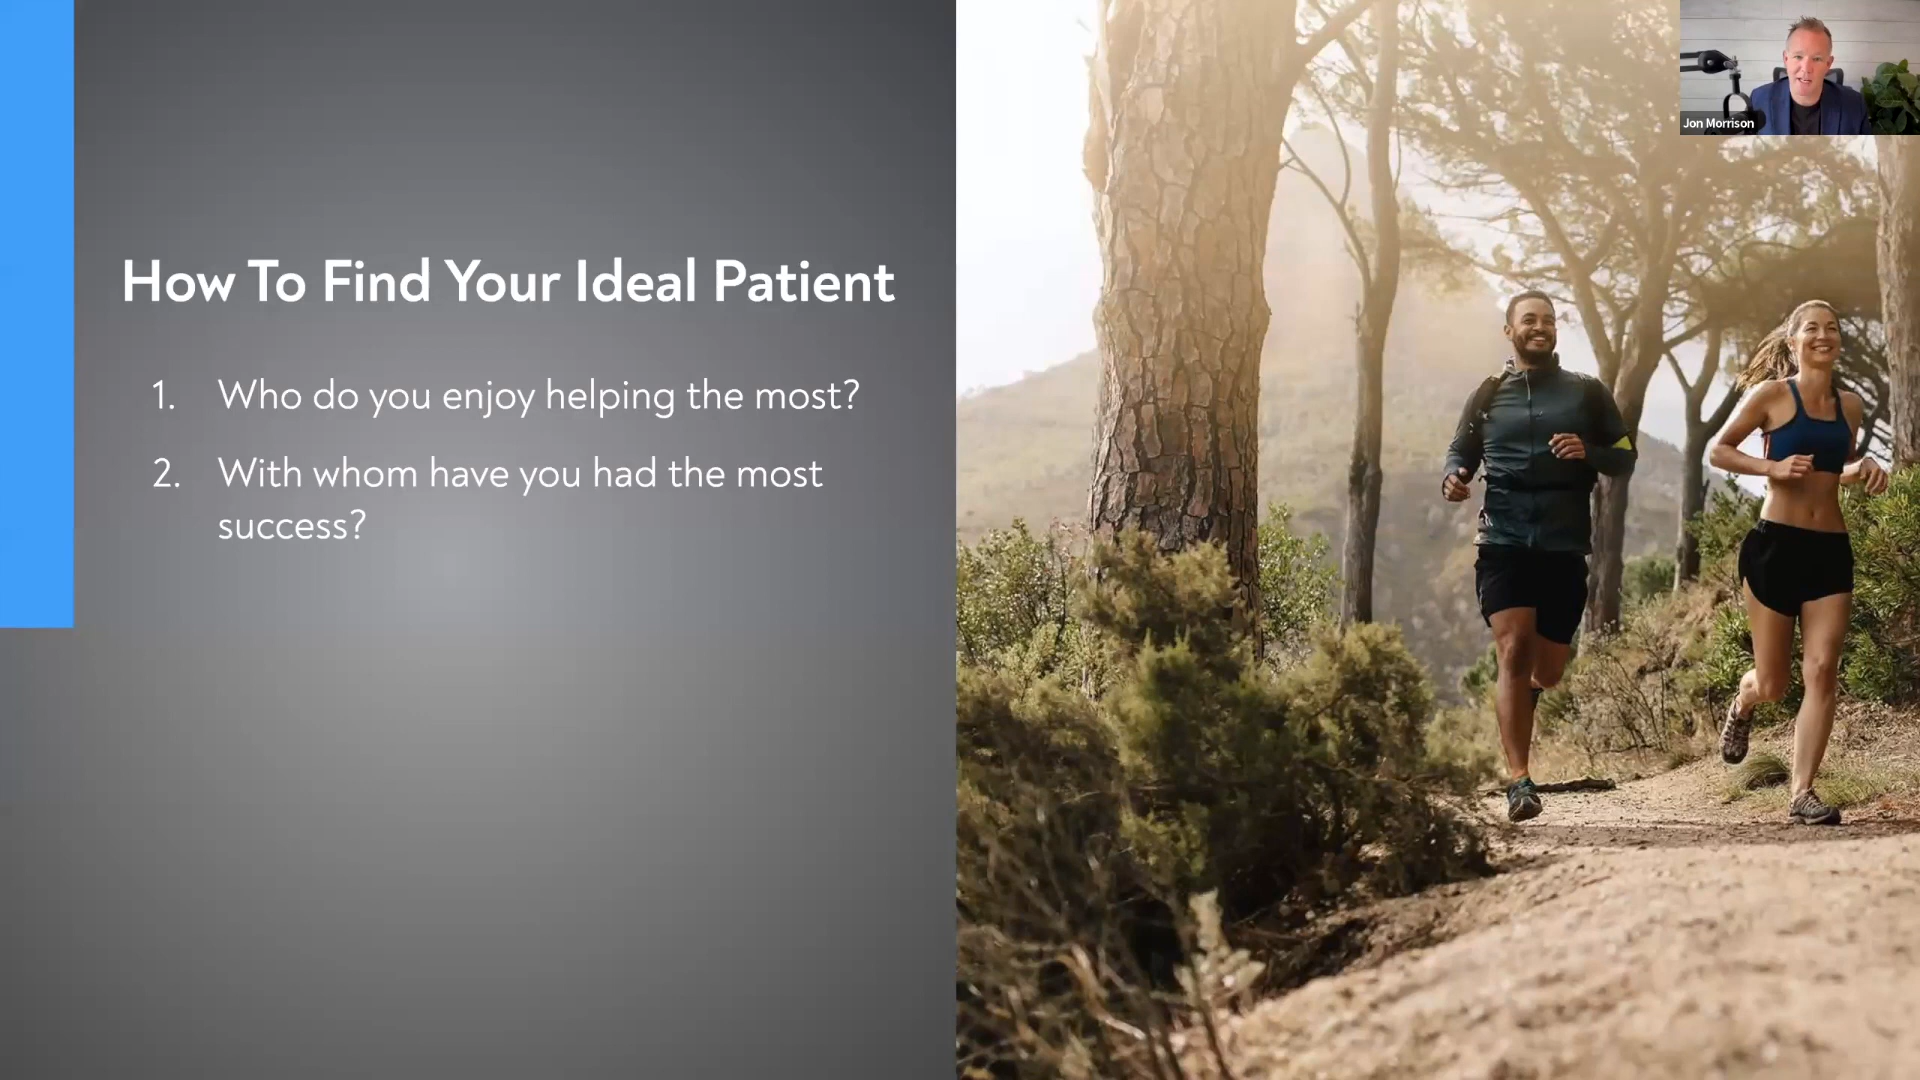 How To Find Your Ideal Patient
1. Who do you enjoy helping the most?
2. With whom have you had the most
success?
Jon Morrison